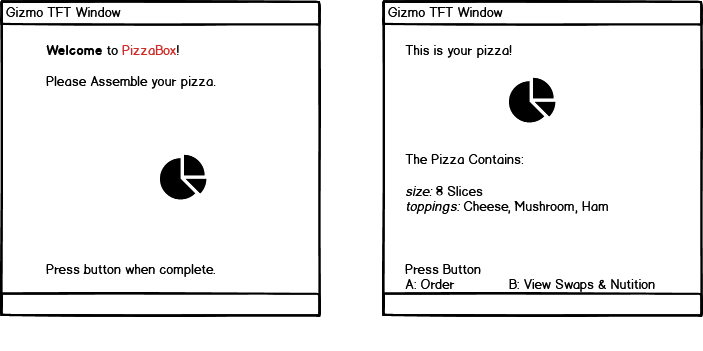 Gizmo TFT Window
Welcome to PizzaBox!
Please Assemble your pizza.
Press button when complete.
Gizmo TFT Window
This is your pizza!
The Pizza Contains:
size: 8 Slices
toppings: Cheese, Mushroom, Ham
Press Button
A: Order B: View Swaps & Nutition